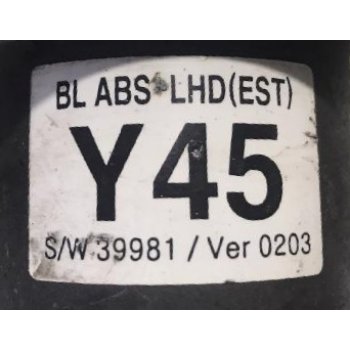 BL ABS LHD(EST)
Y45
S/W 39981 / Ver 0203